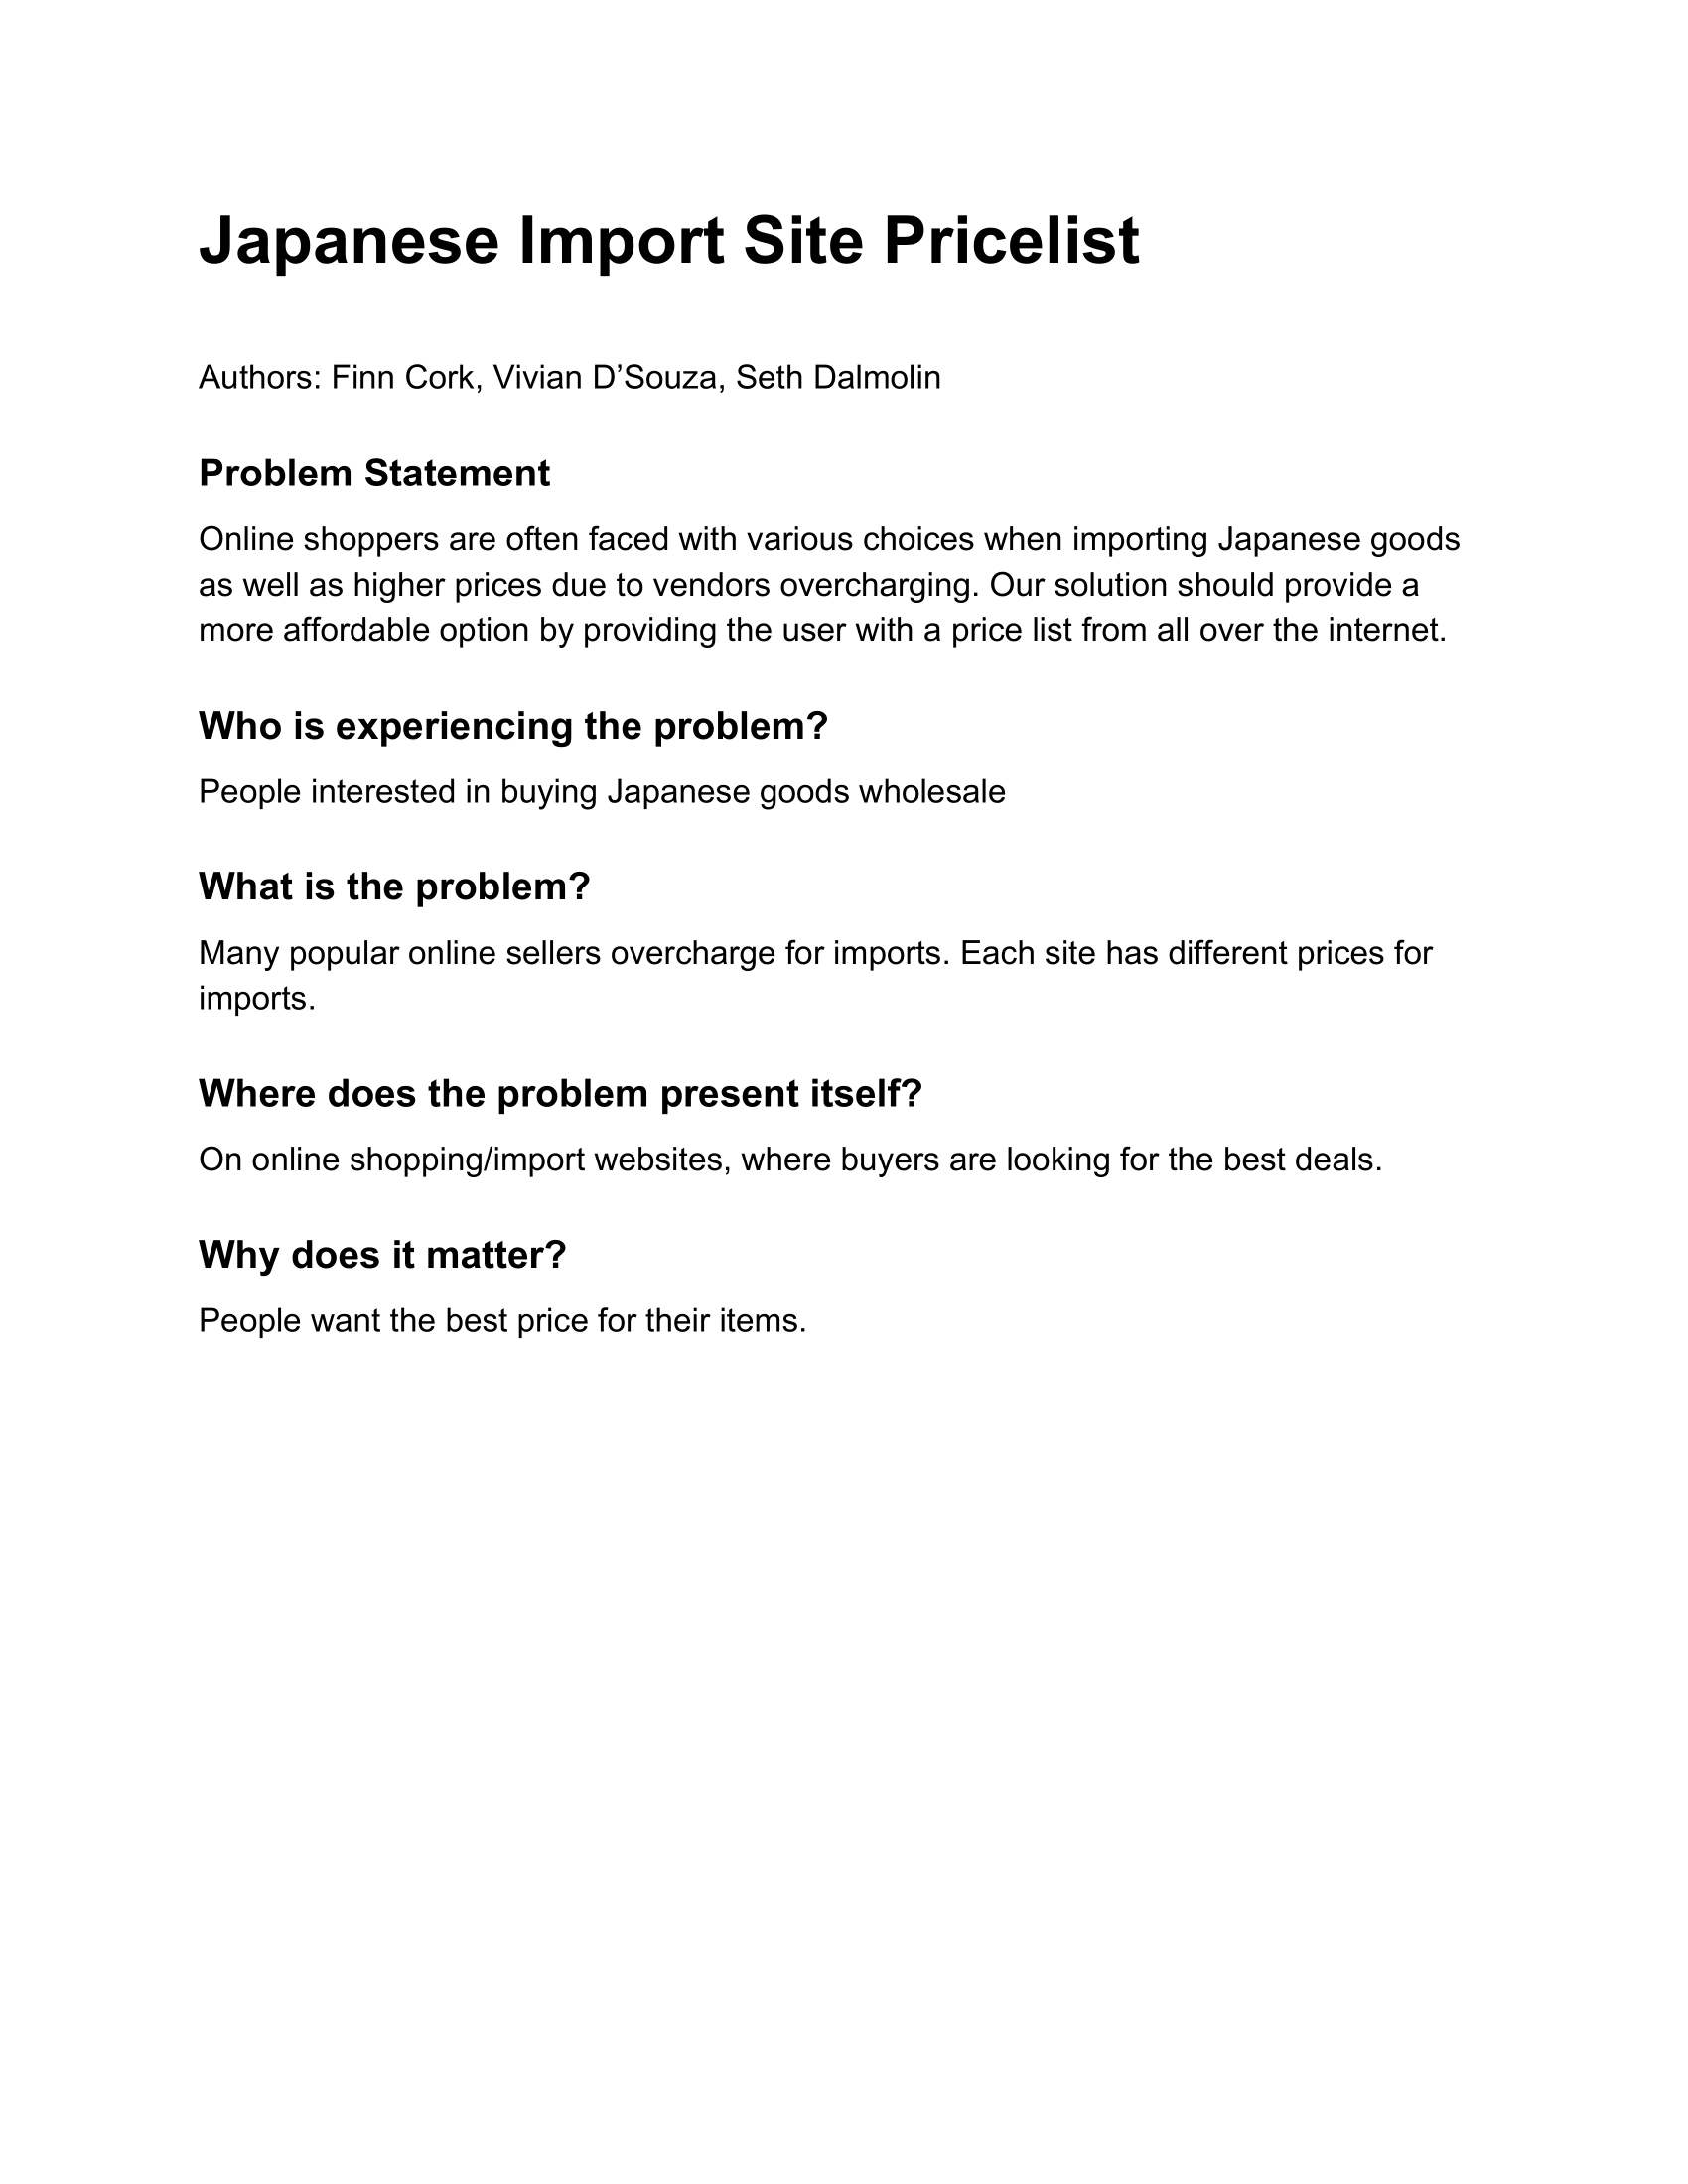 Japanese Import Site Pricelist
Authors: Finn Cork, Vivian D’Souza, Seth Dalmolin
Problem Statement
Online shoppers are often faced with various choices when importing Japanese goods
as well as higher prices due to vendors overcharging. Our solution should provide a
more affordable option by providing the user with a price list from all over the internet.
Who is experiencing the problem?
People interested in buying Japanese goods wholesale
What is the problem?
Many popular online sellers overcharge for imports. Each site has different prices for
imports.
Where does the problem present itself?
On online shopping/import websites, where buyers are looking for the best deals.
Why does it matter?
People want the best price for their items.